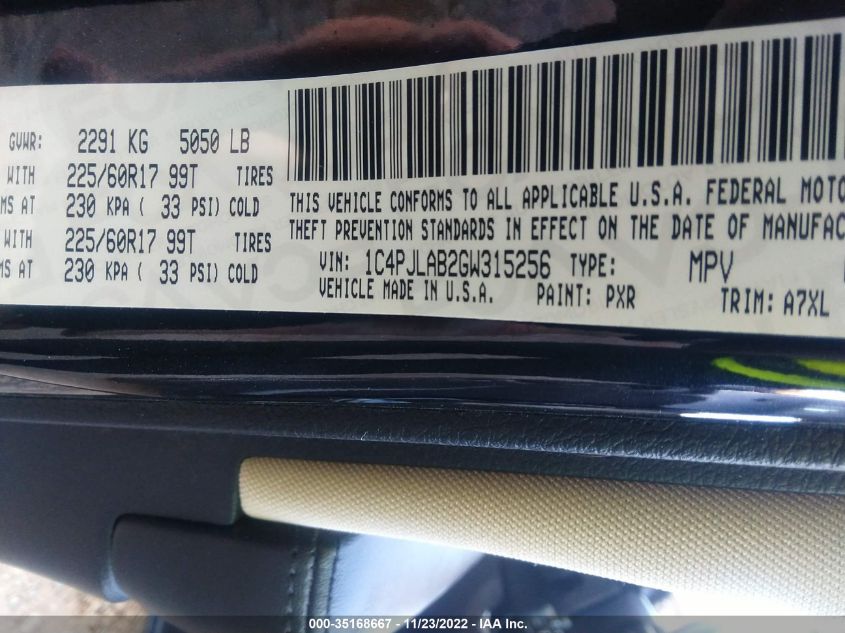 GVWR: 2291 KG 5050 LB
WITH 225/60R17 99T TIRES
MS AT 230 KPA ( 33 PSI) COLD
WITH 225/60R17 99T TIRES
MS AT 230 KPA ( 33 PSI) COLD
THIS VEHICLE CONFORMS TO ALL APPLICABLE U.S.A. FEDERAL MOTO
THEFT PREVENTION STANDARDS IN EFFECT ON THE DATE OF MANUFAC
VIN: 1C4PJLAB2GW315256 TYPE: MPV
VEHICLE MADE IN U.S.A. PAINT: PXR TRIM: A7XL
000-35168667 - 11/23/2022 - IAA Inc.